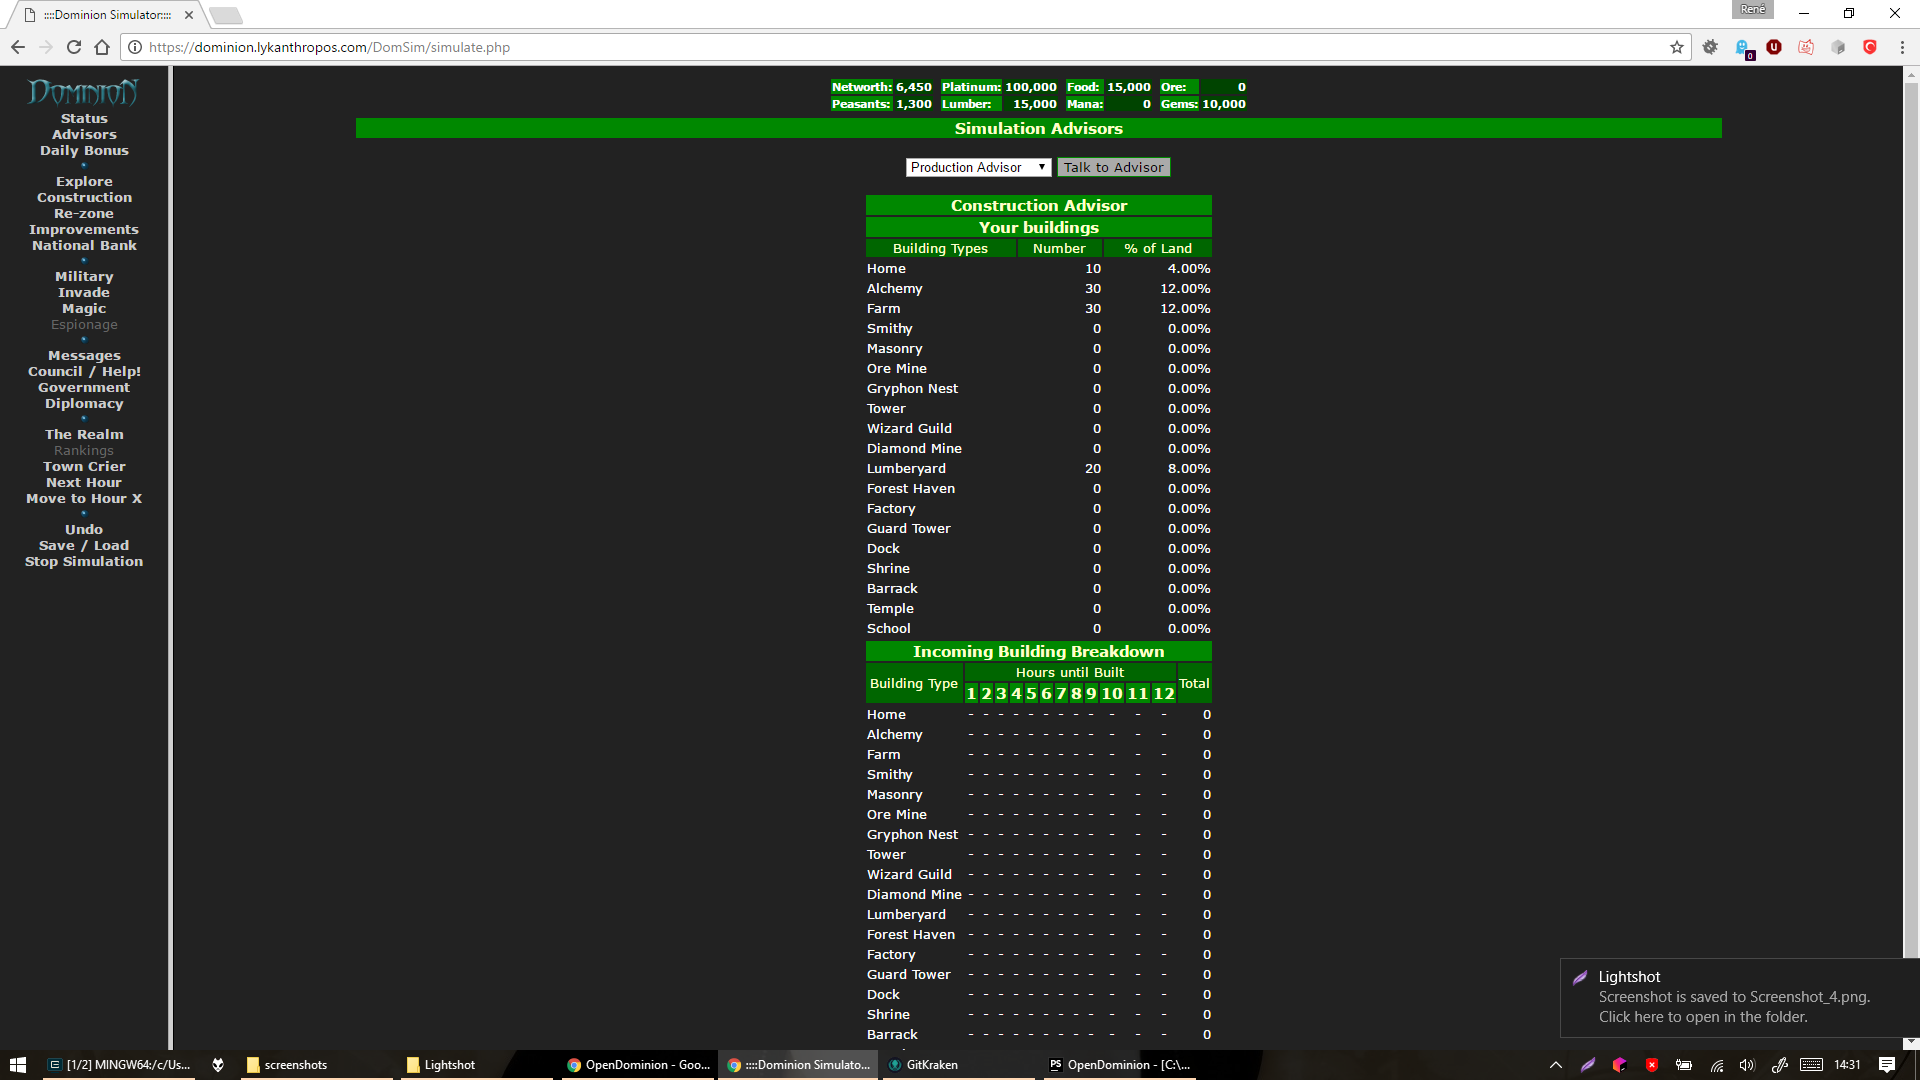 ::::Dominion Simulator::::
René
https://dominion.lykanthropos.com/DomSim/simulate.php
0
DOMINION
Status
Advisors
Daily Bonus
Explore
Construction
Re-zone
Improvements
National Bank
Military
Invade
Magic
Espionage
Messages
Council / Help!
Government
Diplomacy
The Realm
Rankings
Town Crier
Next Hour
Move to Hour X
Undo
Save / Load
Stop Simulation
Networth: 6,450 Platinum: 100,000 Food: 15,000 Ore: 0
Peasants: 1,300 Lumber: 15,000 Mana: 0 Gems: 10,000
Simulation Advisors
Production Advisor Talk to Advisor
Construction Advisor
Your buildings
Building Types Number % of Land
Home 10 4.00%
Alchemy 30 12.00%
Farm 30 12.00%
Smithy 0 0.00%
Masonry 0 0.00%
Ore Mine 0 0.00%
Gryphon Nest 0 0.00%
Tower 0 0.00%
Wizard Guild 0 0.00%
Diamond Mine 0 0.00%
Lumberyard 20 8.00%
Forest Haven 0 0.00%
Factory 0 0.00%
Guard Tower 0 0.00%
Dock 0 0.00%
Shrine 0 0.00%
Barrack 0 0.00%
Temple 0 0.00%
School 0 0.00%
Incoming Building Breakdown
Building Type Hours until Built Total
1 2 3 4 5 6 7 8 9 10 11 12
Home - - - - - - - - - - - - 0
Alchemy - - - - - - - - - - - - 0
Farm - - - - - - - - - - - - 0
Smithy - - - - - - - - - - - - 0
Masonry - - - - - - - - - - - - 0
Ore Mine - - - - - - - - - - - - 0
Gryphon Nest - - - - - - - - - - - - 0
Tower - - - - - - - - - - - - 0
Wizard Guild - - - - - - - - - - - - 0
Diamond Mine - - - - - - - - - - - - 0
Lumberyard - - - - - - - - - - - - 0
Forest Haven - - - - - - - - - - - - 0
Factory - - - - - - - - - - - - 0
Guard Tower - - - - - - - - - - - - 0
Dock - - - - - - - - - - - - 0
Shrine - - - - - - - - - - - - 0
Barrack - - - - - - - - - - - - 0
Lightshot
Screenshot is saved to Screenshot_4.png.
Click here to open in the folder.
[1/2] MINGW64:/c/Us...
screenshots
Lightshot
OpenDominion - Goo...
::::Dominion Simulato...
GitKraken
PS
OpenDominion - [C:\...
14:31